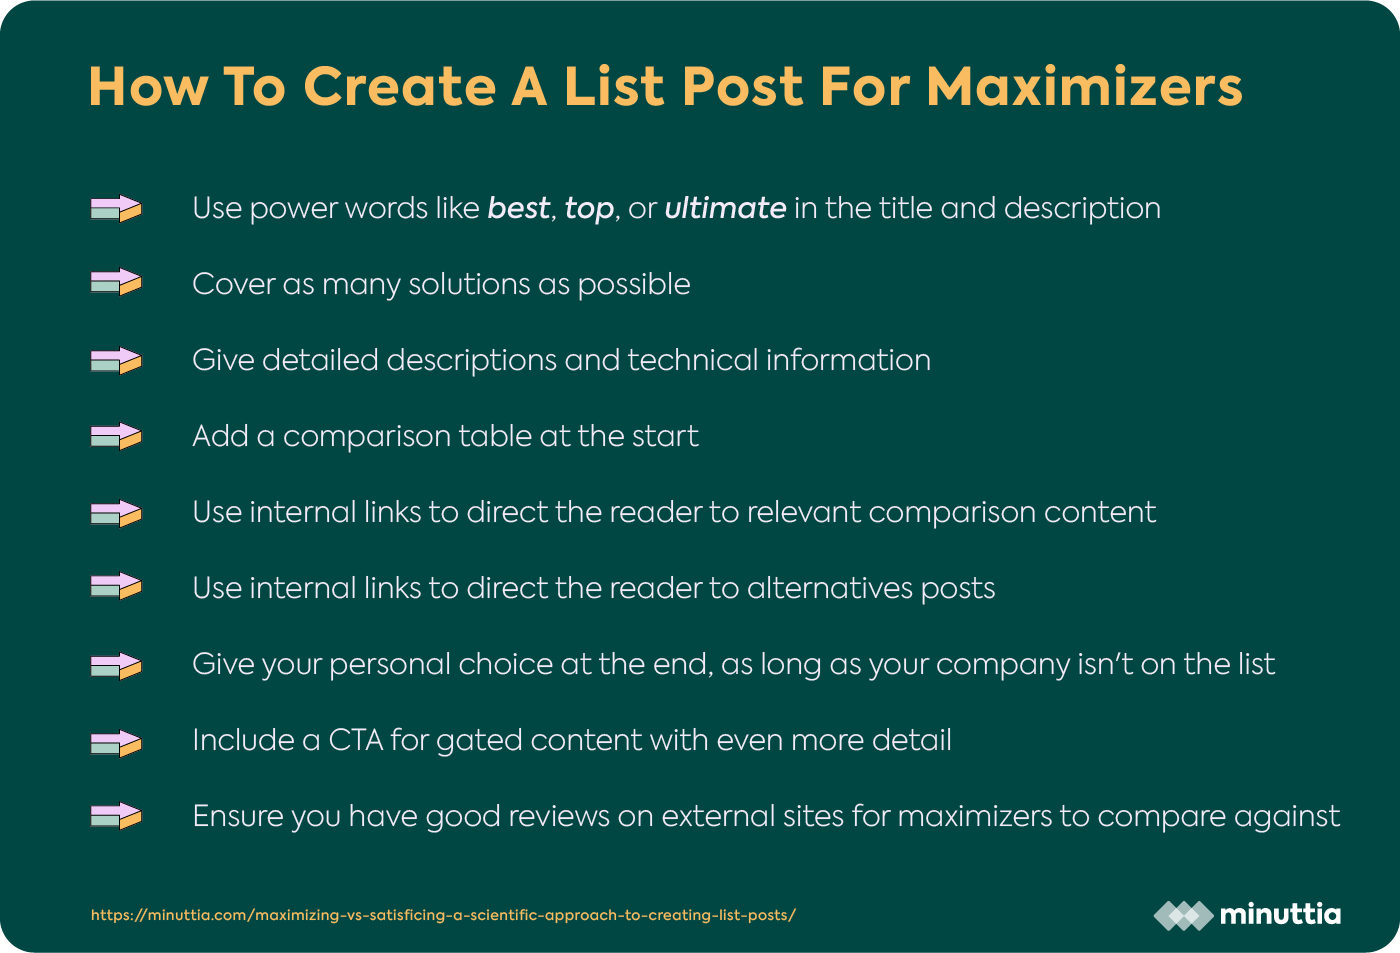 How To Create A List Post For Maximizers
Use power words like best, top, or ultimate in the title and description
Cover as many solutions as possible
Give detailed descriptions and technical information
Add a comparison table at the start
Use internal links to direct the reader to relevant comparison content
Use internal links to direct the reader to alternatives posts
Give your personal choice at the end, as long as your company isn't on the list
Include a CTA for gated content with even more detail
Ensure you have good reviews on external sites for maximizers to compare against
https://minuttia.com/maximizing-vs-satisficing-a-scientific-approach-to-creating-list-posts/
minuttia